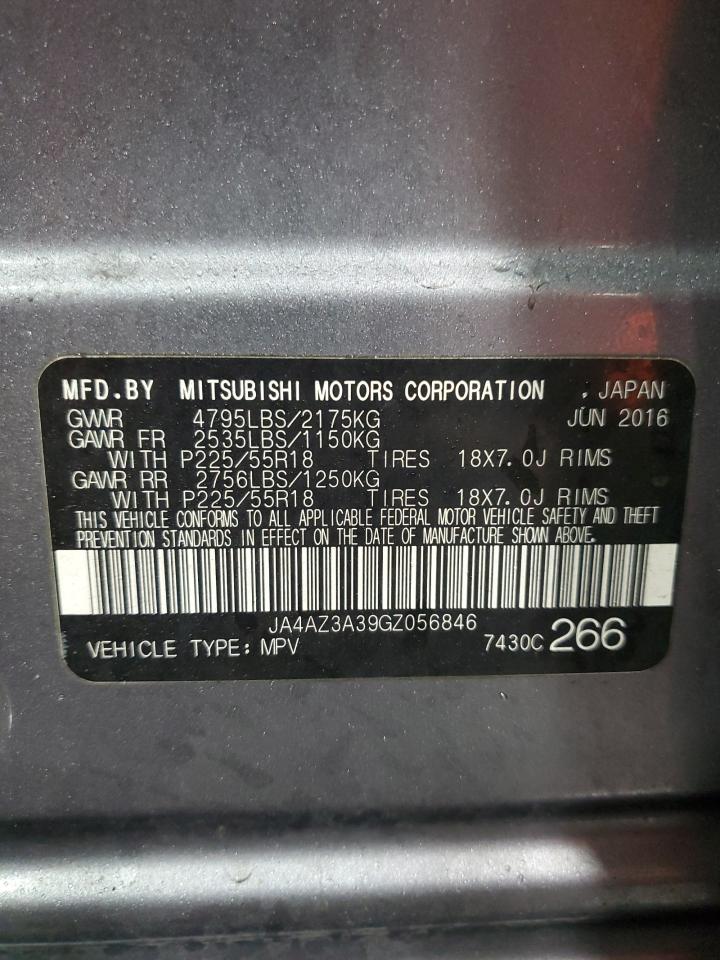 MFD.BY MITSUBISHI MOTORS CORPORATION , JAPAN
GVWR 4795LBS/2175KG JUN 2016
GAWR FR 2535LBS/1150KG
WITH P225/55R18 TIRES 18X7.0J RIMS
GAWR RR 2756LBS/1250KG
WITH P225/55R18 TIRES 18X7.0J RIMS
THIS VEHICLE CONFORMS TO ALL APPLICABLE FEDERAL MOTOR VEHICLE SAFETY AND THEFT
PREVENTION STANDARDS IN EFFECT ON THE DATE OF MANUFACTURE SHOWN ABOVE.
JA4AZ3A39GZ056846
VEHICLE TYPE: MPV 7430C 266